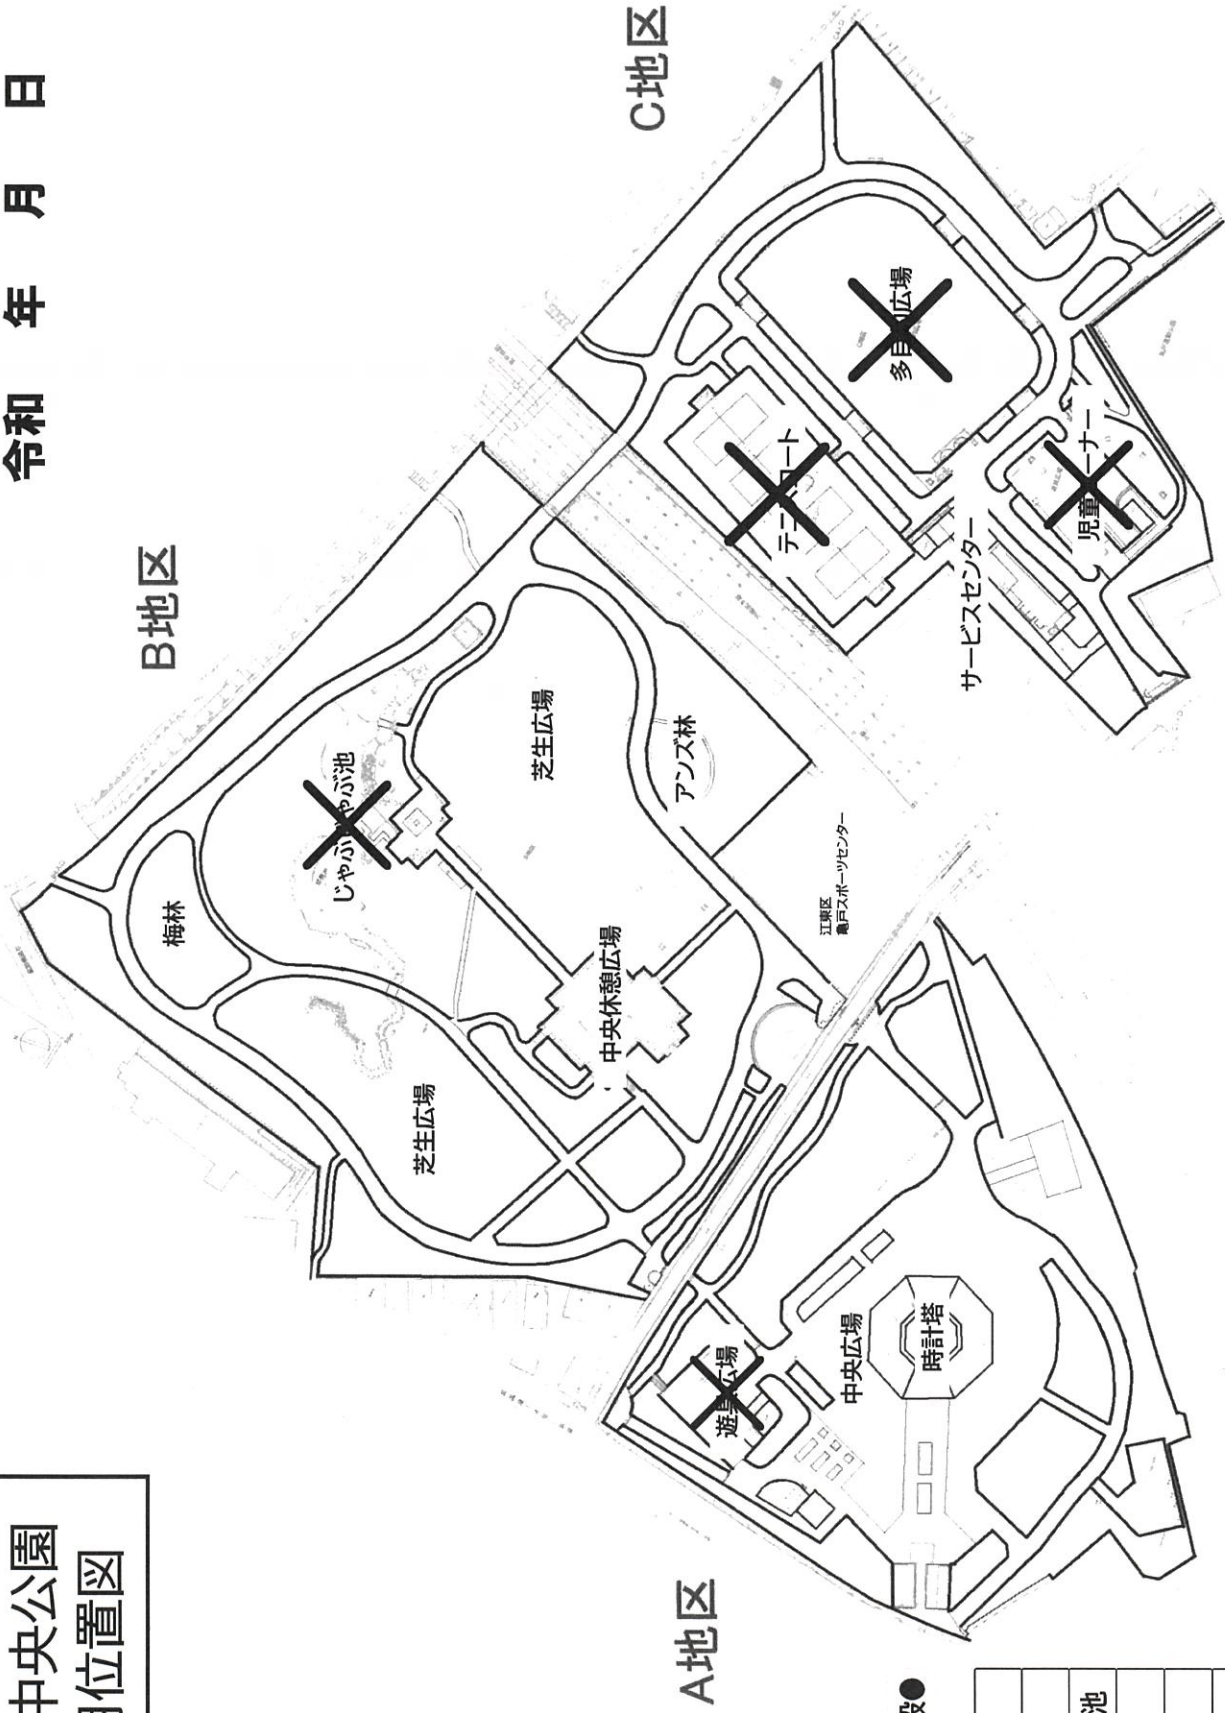 中央公園
用位置図
令和　年　月　日
A地区
B地区
C地区
梅林
じゃぶじゃぶ池
芝生広場
芝生広場
アンズ林
中央休憩広場
江東区
亀戸スポーツセンター
テニスコート
多目的広場
児童コーナー
サービスセンター
遊具広場
中央広場
時計塔
設●
池